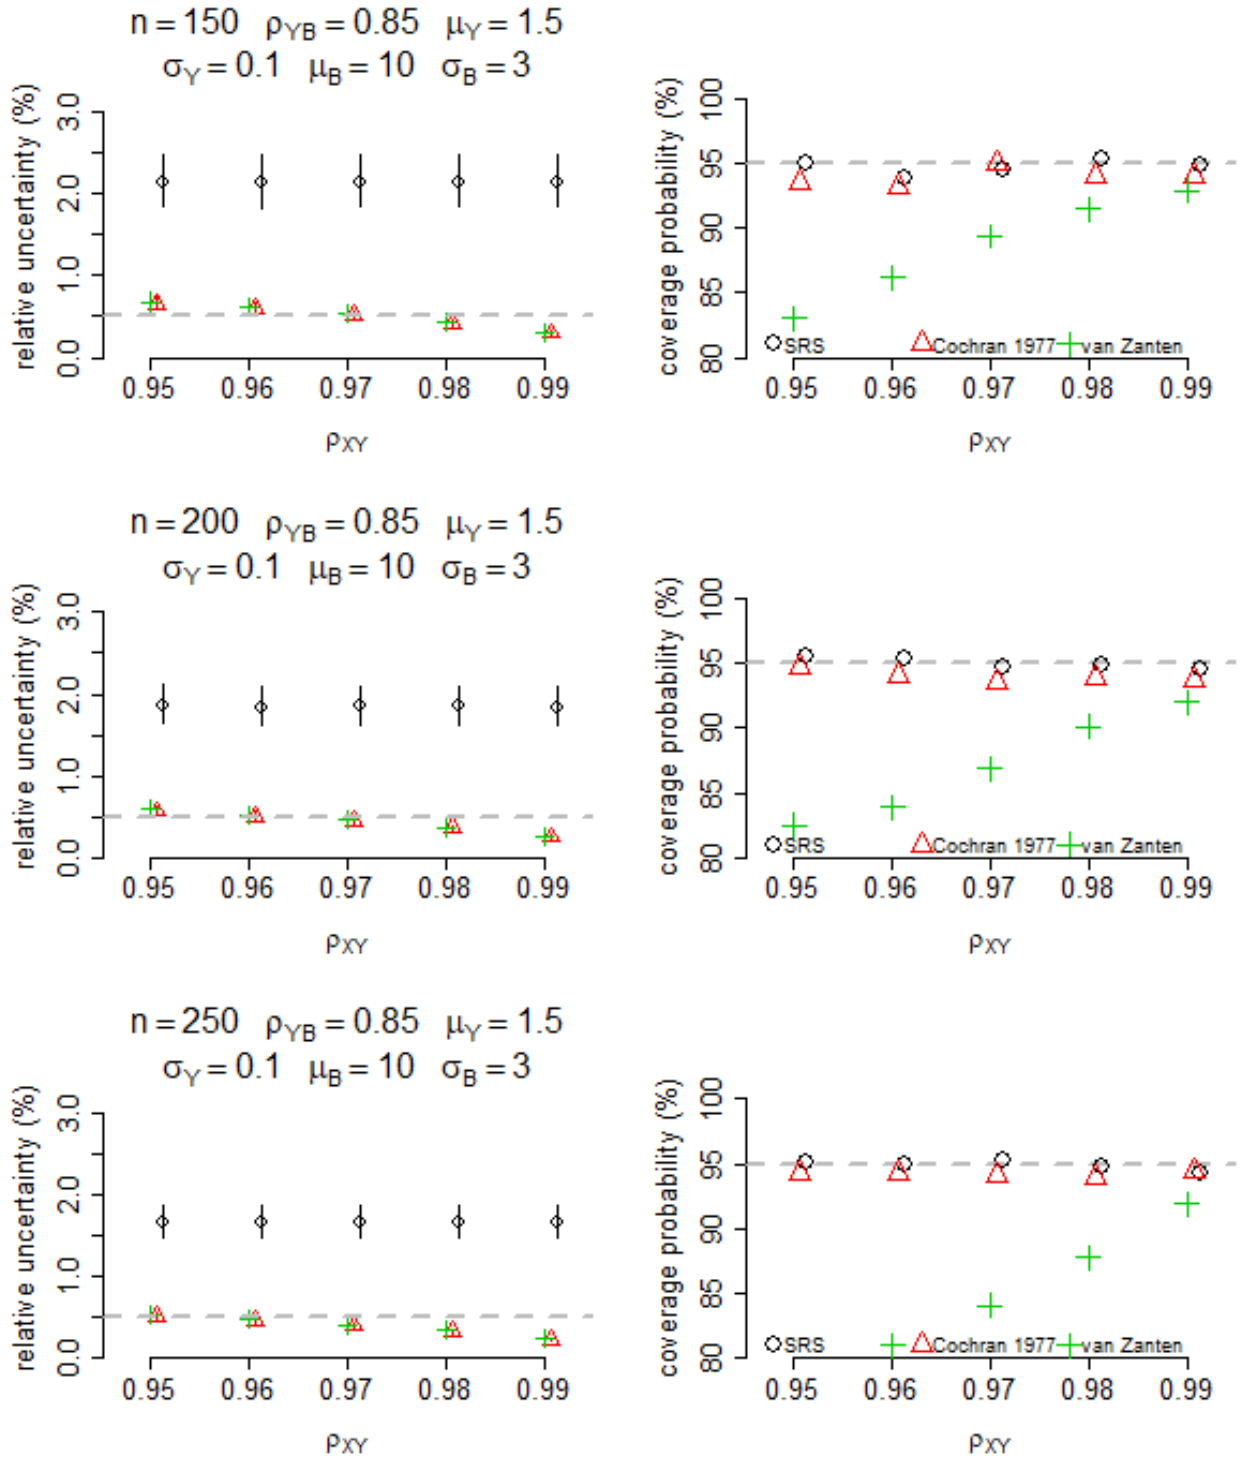 n = 150 ρYB = 0.85 μY = 1.5
σY = 0.1 μB = 10 σB = 3
relative uncertainty (%)
3.0
2.0
1.0
0.0
0.95 0.96 0.97 0.98 0.99
ρXY
coverage probability (%)
100
95
90
85
80
SRS Cochran 1977 van Zanten
0.95 0.96 0.97 0.98 0.99
ρXY
n = 200 ρYB = 0.85 μY = 1.5
σY = 0.1 μB = 10 σB = 3
relative uncertainty (%)
3.0
2.0
1.0
0.0
0.95 0.96 0.97 0.98 0.99
ρXY
coverage probability (%)
100
95
90
85
80
SRS Cochran 1977 van Zanten
0.95 0.96 0.97 0.98 0.99
ρXY
n = 250 ρYB = 0.85 μY = 1.5
σY = 0.1 μB = 10 σB = 3
relative uncertainty (%)
3.0
2.0
1.0
0.0
0.95 0.96 0.97 0.98 0.99
ρXY
coverage probability (%)
100
95
90
85
80
SRS Cochran 1977 van Zanten
0.95 0.96 0.97 0.98 0.99
ρXY